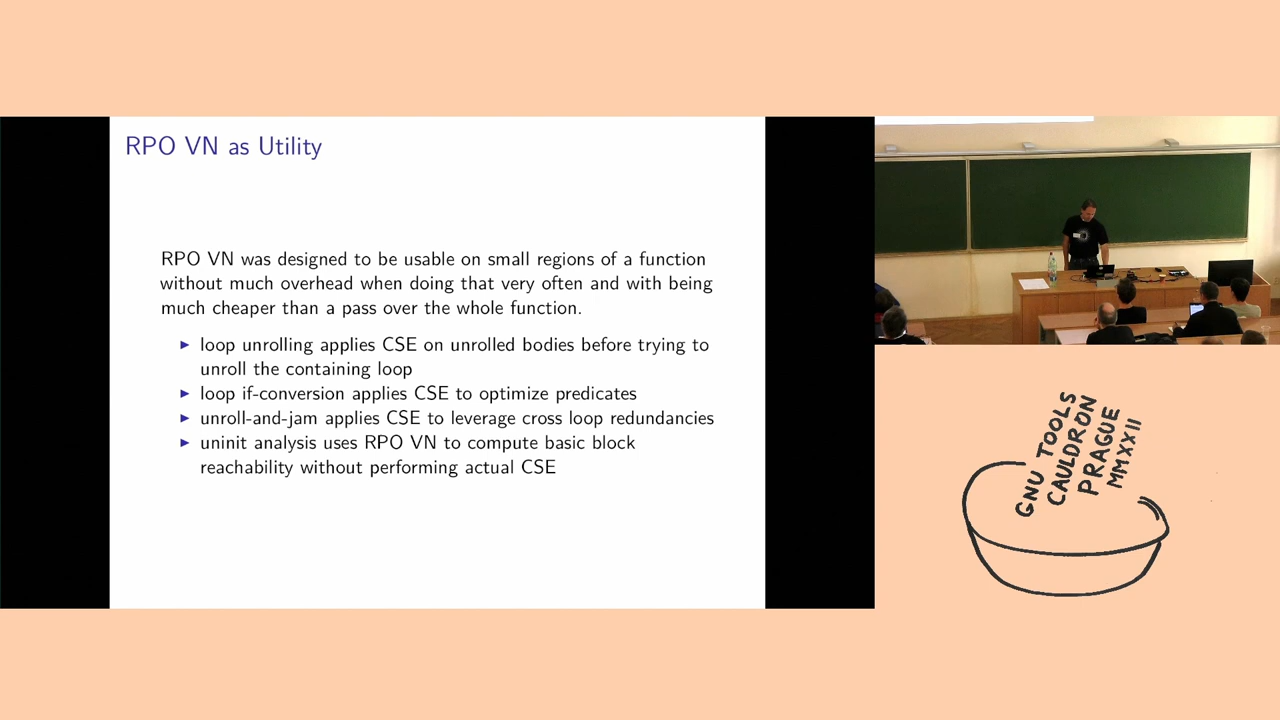 RPO VN as Utility
RPO VN was designed to be usable on small regions of a function
without much overhead when doing that very often and with being
much cheaper than a pass over the whole function.
► loop unrolling applies CSE on unrolled bodies before trying to
unroll the containing loop
► loop if-conversion applies CSE to optimize predicates
► unroll-and-jam applies CSE to leverage cross loop redundancies
► uninit analysis uses RPO VN to compute basic block
reachability without performing actual CSE
GNU TOOLS
CAULDRON
PRAGUE
MMXXII